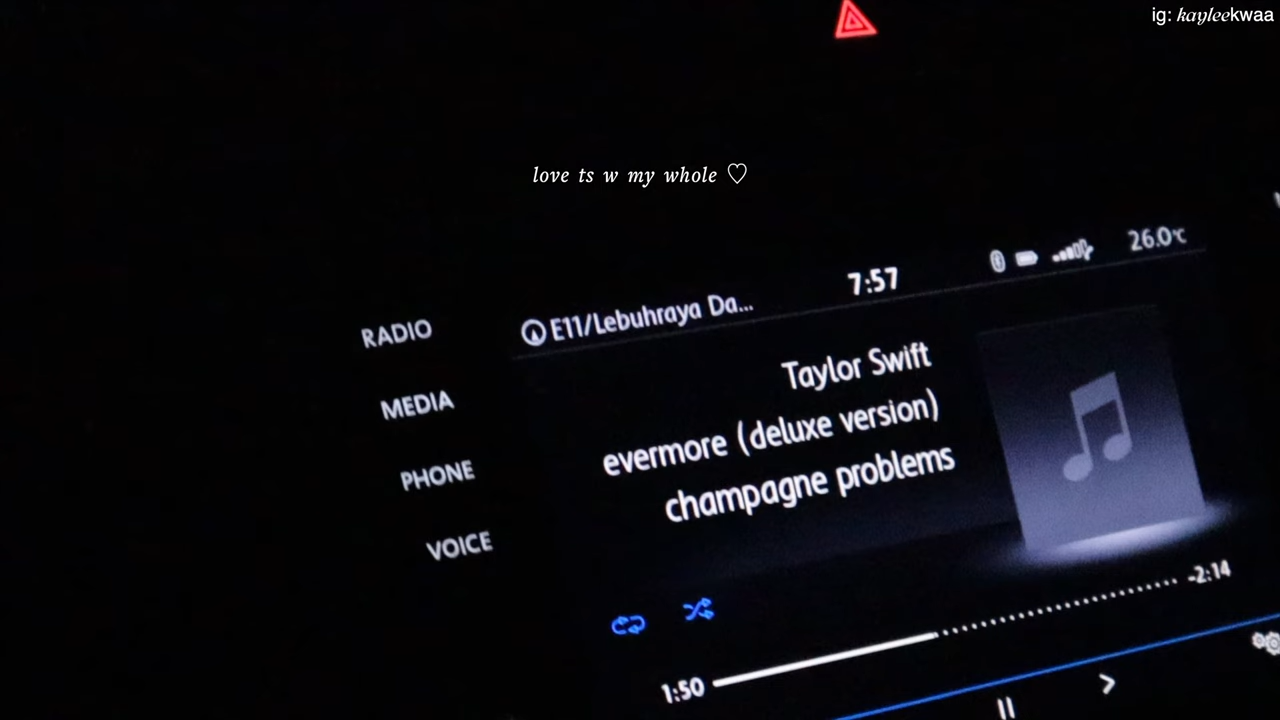 ig: kayleekwaa
love ts w my whole ♡
26.0°C
7:57
E11/Lebuhraya Da...
RADIO
Taylor Swift
MEDIA
evermore (deluxe version)
PHONE
champagne problems
VOICE
-2:14
1:50